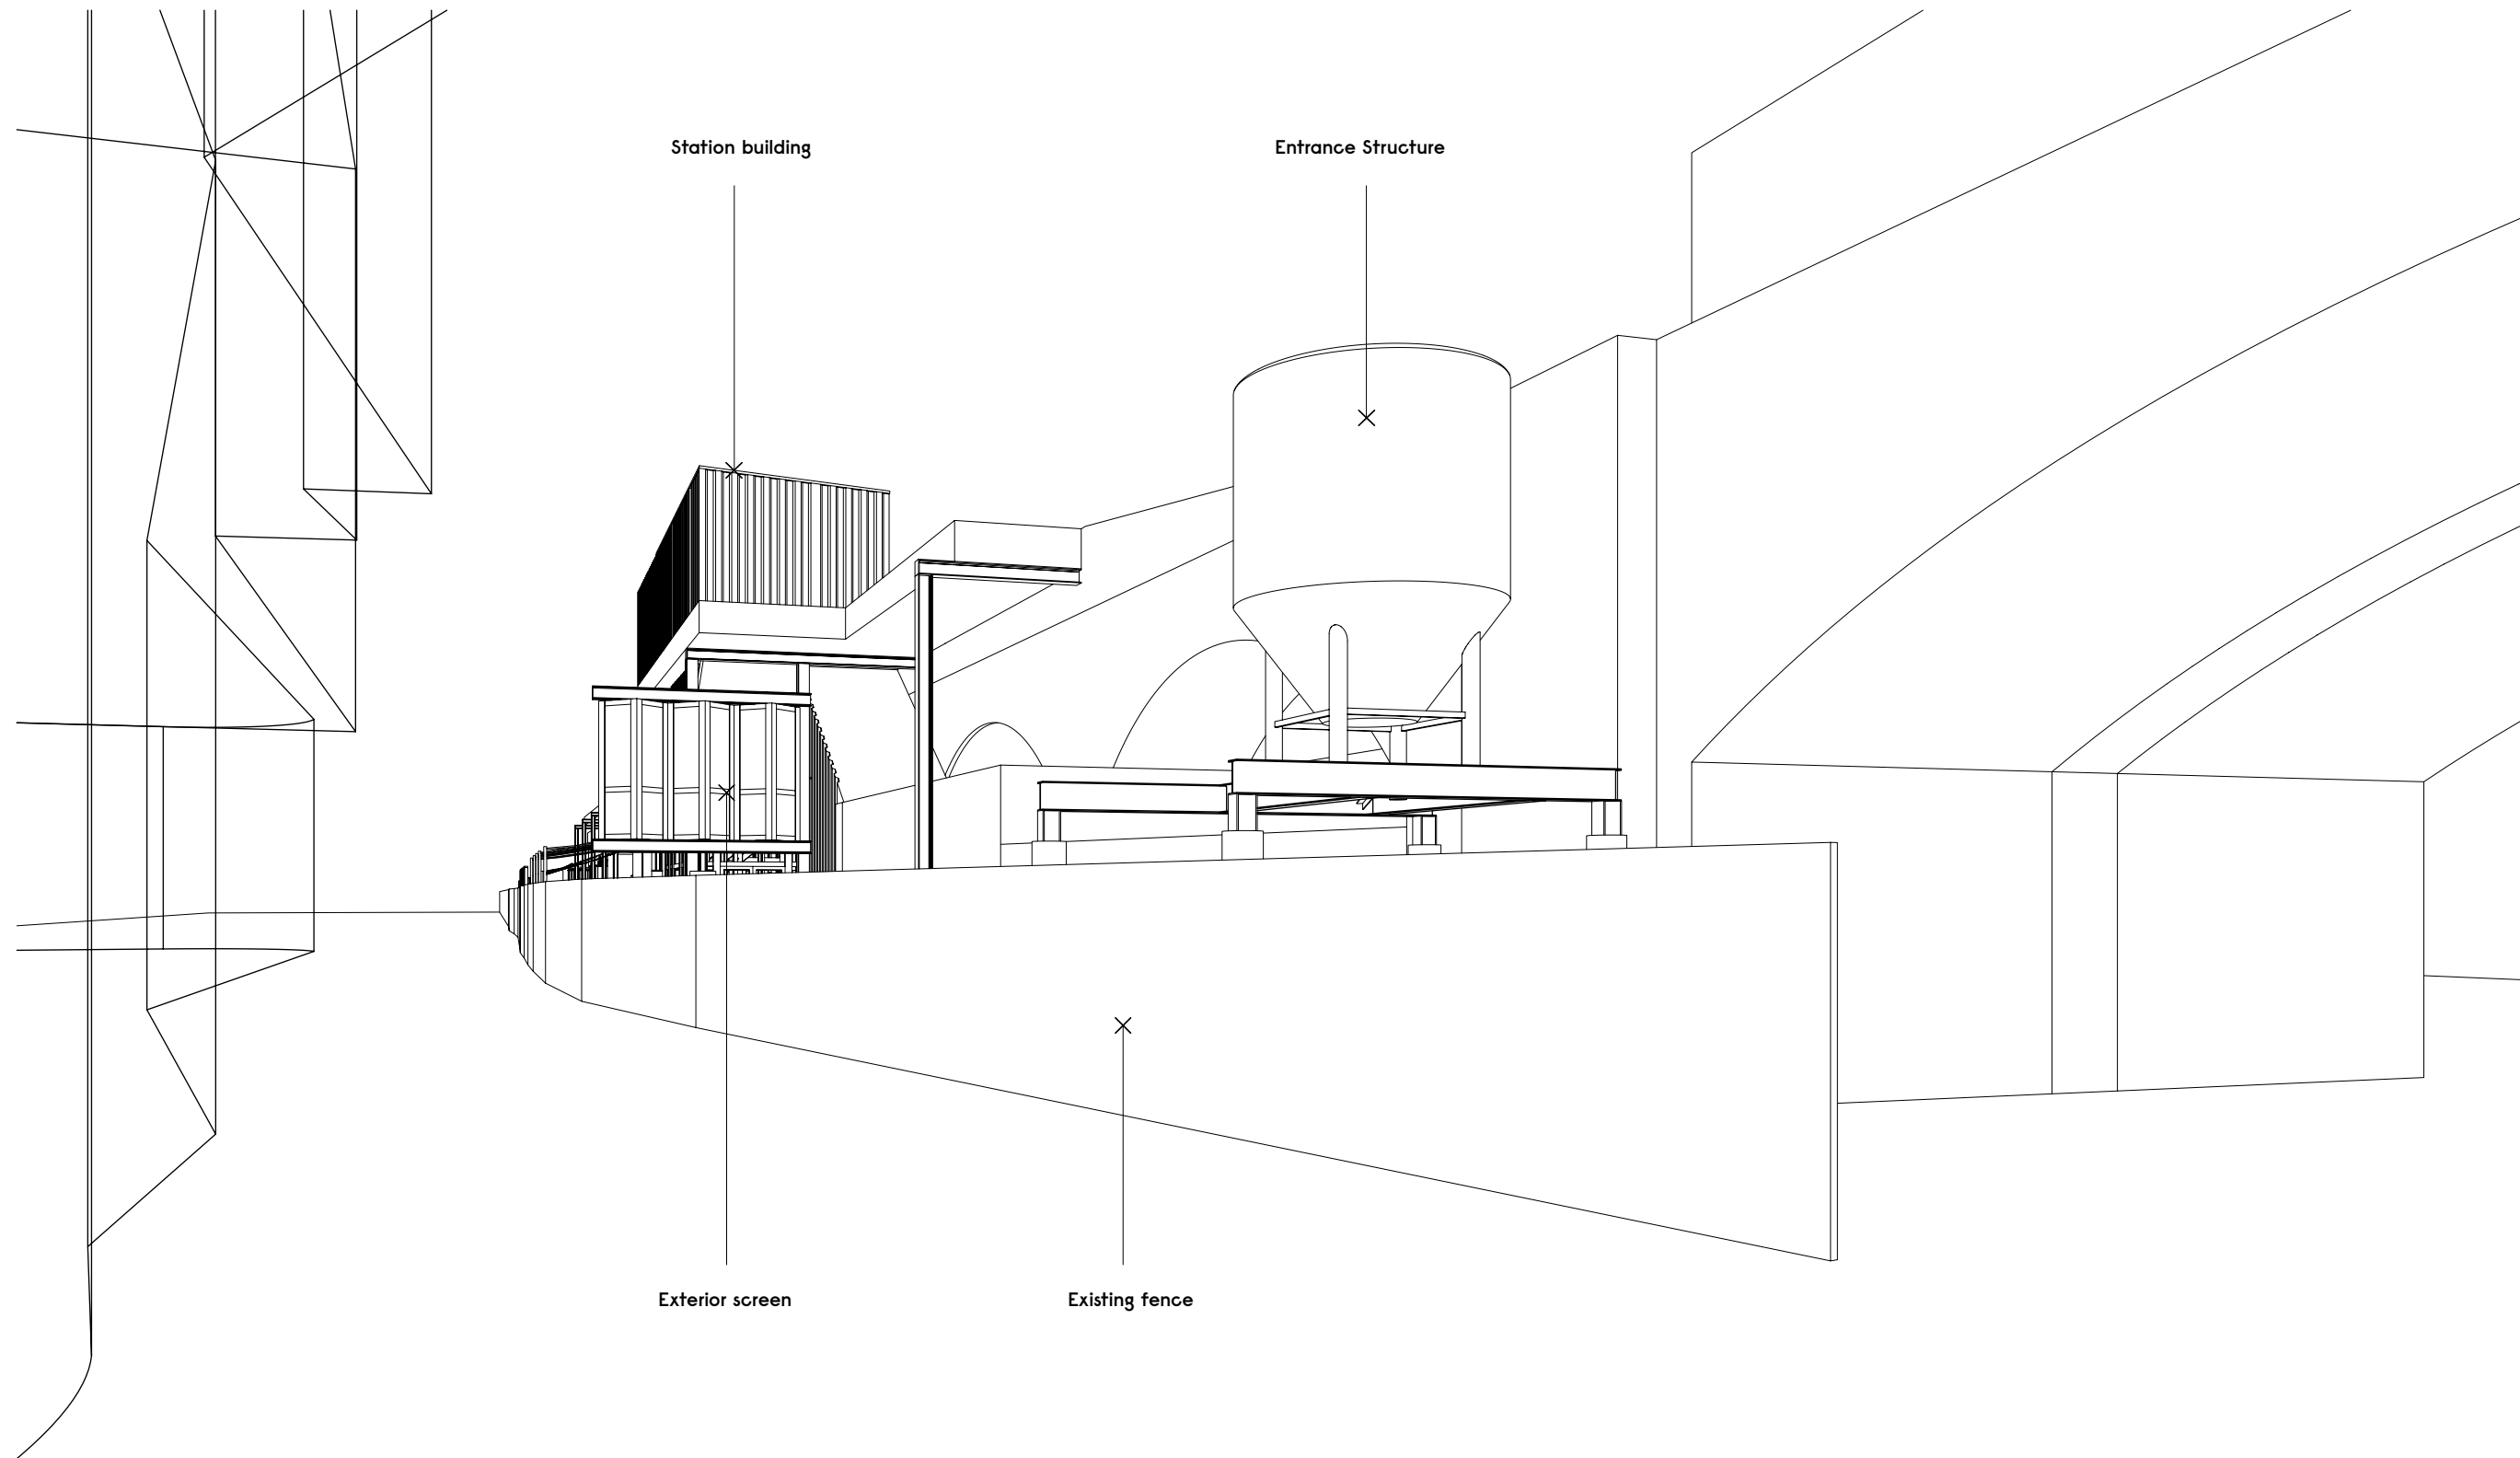 Station building
Entrance Structure
Exterior screen
Existing fence